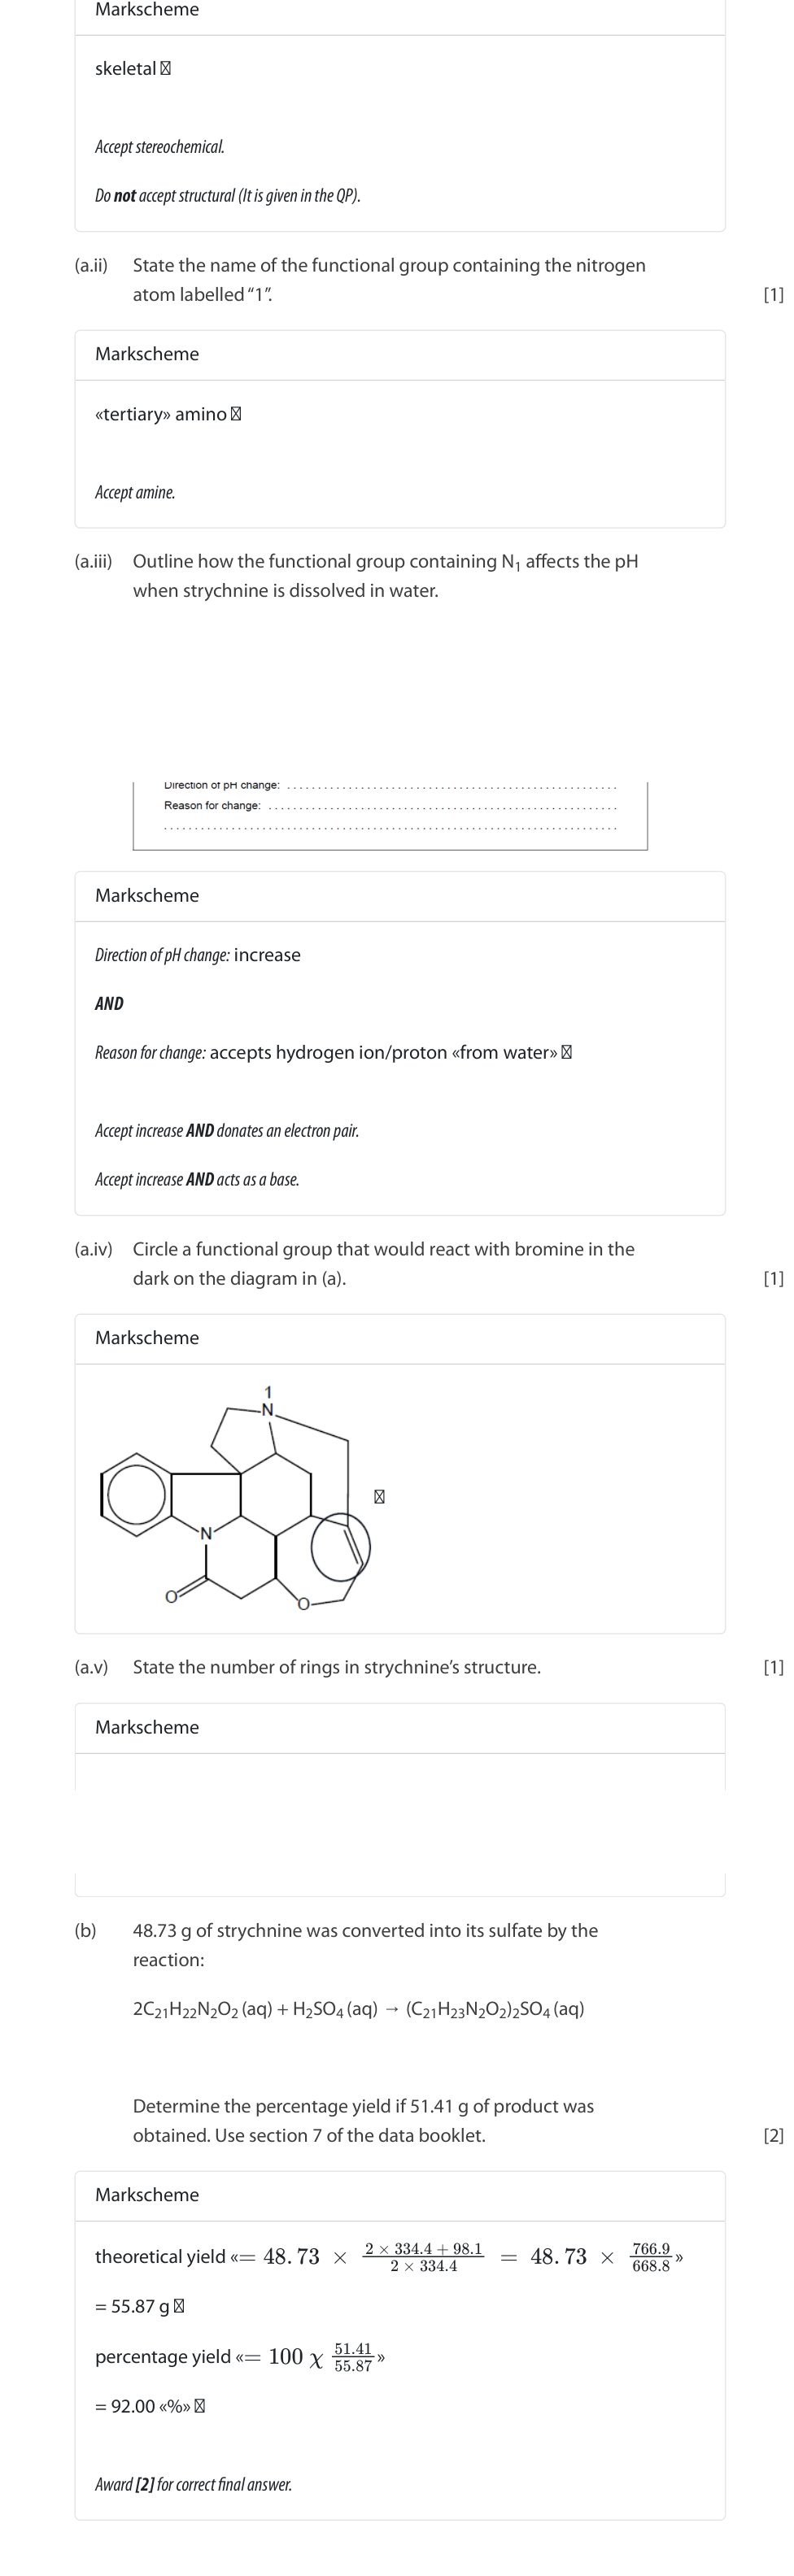 Markscheme
skeletal
Accept stereochemical.
Do not accept structural (It is given in the QP).
(a.ii) State the name of the functional group containing the nitrogen
atom labelled “1”.
[1]
Markscheme
«tertiary» amino
Accept amine.
(a.iii) Outline how the functional group containing N₁ affects the pH
when strychnine is dissolved in water.
Direction of pH change: ......................................................
Reason for change: .........................................................
...........................................................................
Markscheme
Direction of pH change: increase
AND
Reason for change: accepts hydrogen ion/proton «from water»
Accept increase AND donates an electron pair.
Accept increase AND acts as a base.
(a.iv) Circle a functional group that would react with bromine in the
dark on the diagram in (a).
[1]
Markscheme
1
N
N
O
O
(a.v) State the number of rings in strychnine’s structure.
[1]
Markscheme
(b) 48.73 g of strychnine was converted into its sulfate by the
reaction:
2C₂₁H₂₂N₂O₂ (aq) + H₂SO₄ (aq) → (C₂₁H₂₃N₂O₂)₂SO₄ (aq)
Determine the percentage yield if 51.41 g of product was
obtained. Use section 7 of the data booklet.
[2]
Markscheme
theoretical yield «= 48.73 × (2 × 334.4 + 98.1)/(2 × 334.4) = 48.73 × 766.9/668.8»
= 55.87 g
percentage yield «= 100 χ 51.41/55.87»
= 92.00 «%»
Award [2] for correct final answer.